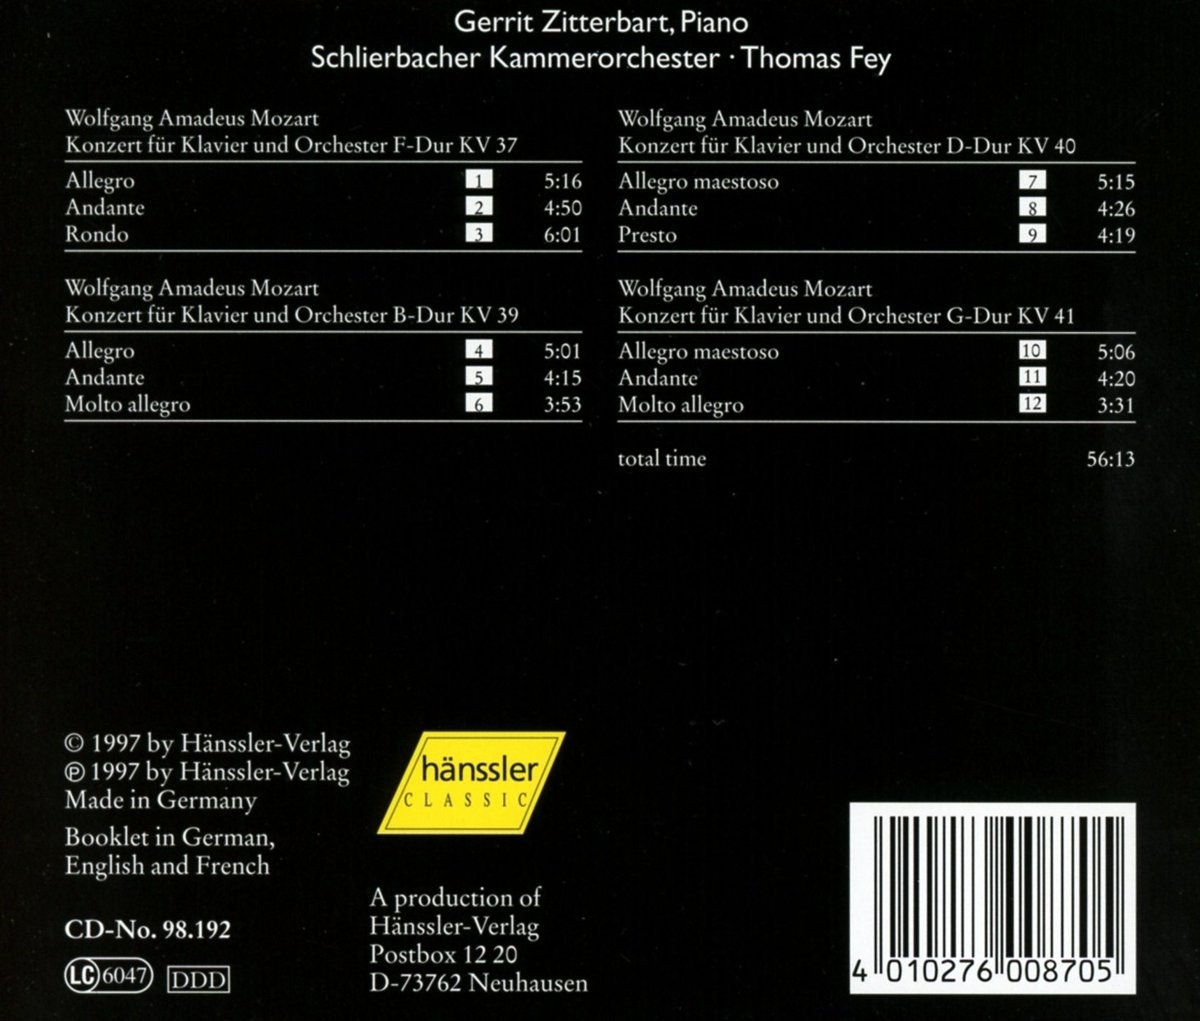 Gerrit Zitterbart, Piano
Schlierbacher Kammerorchester · Thomas Fey
Wolfgang Amadeus Mozart
Konzert für Klavier und Orchester F-Dur KV 37
Allegro 1 5:16
Andante 2 4:50
Rondo 3 6:01
Wolfgang Amadeus Mozart
Konzert für Klavier und Orchester B-Dur KV 39
Allegro 4 5:01
Andante 5 4:15
Molto allegro 6 3:53
Wolfgang Amadeus Mozart
Konzert für Klavier und Orchester D-Dur KV 40
Allegro maestoso 7 5:15
Andante 8 4:26
Presto 9 4:19
Wolfgang Amadeus Mozart
Konzert für Klavier und Orchester G-Dur KV 41
Allegro maestoso 10 5:06
Andante 11 4:20
Molto allegro 12 3:31
total time 56:13
© 1997 by Hänssler-Verlag
℗ 1997 by Hänssler-Verlag
Made in Germany
Booklet in German,
English and French
CD-No. 98.192
LC 6047 DDD
hänssler
CLASSIC
A production of
Hänssler-Verlag
Postbox 12 20
D-73762 Neuhausen
4 010276 008705